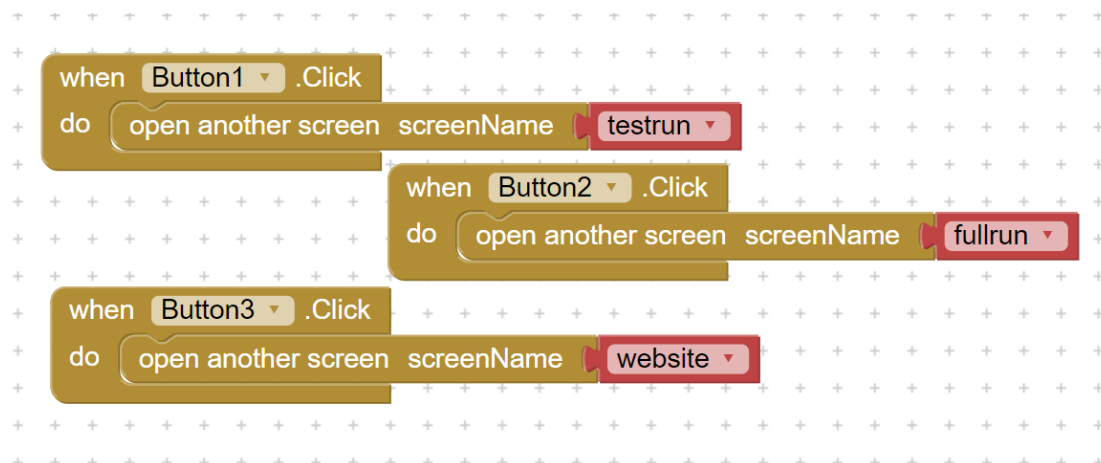 when Button1 .Click
do open another screen screenName testrun
when Button2 .Click
do open another screen screenName fullrun
when Button3 .Click
do open another screen screenName website